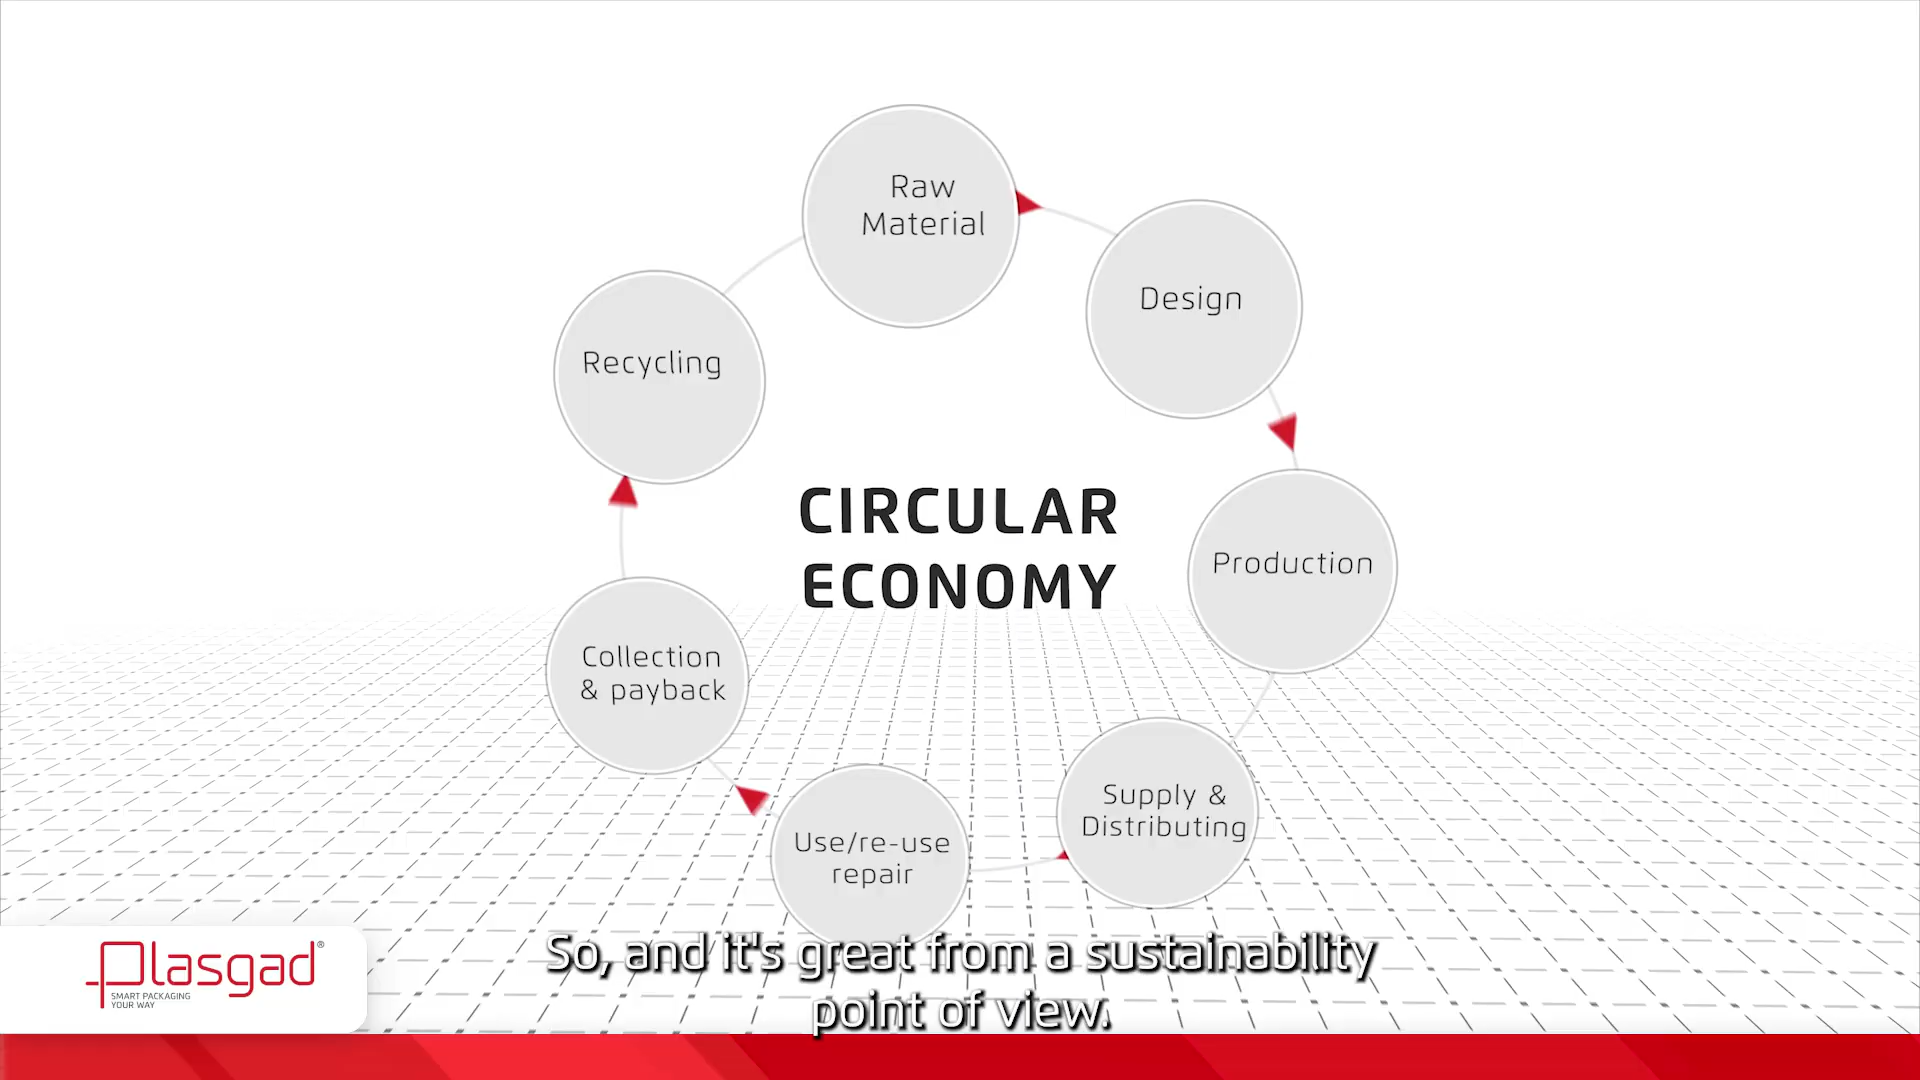 Raw
Material
Design
Recycling
CIRCULAR
ECONOMY
Production
Collection
& payback
Supply &
Distributing
Use/re-use
repair
Plasgad®
SMART PACKAGING
YOUR WAY
So, and it's great from a sustainability
point of view.